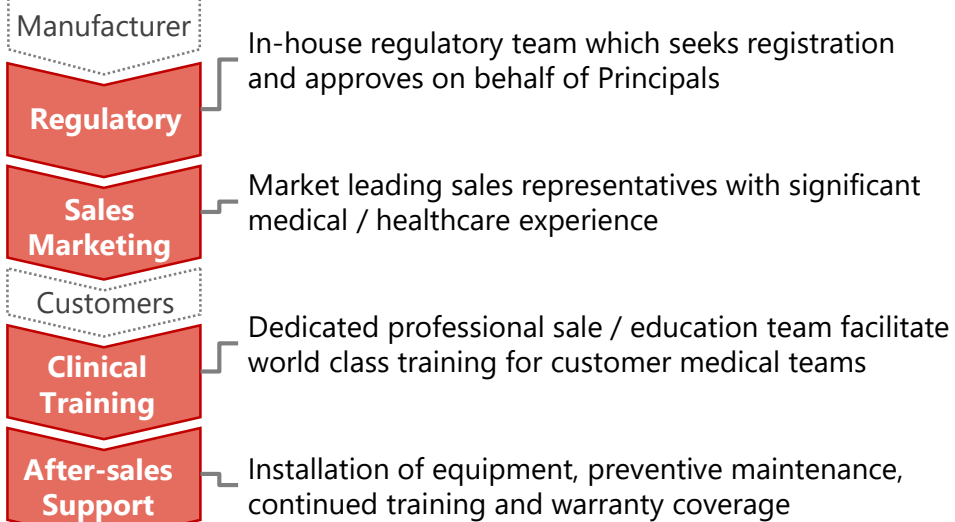 Manufacturer
In-house regulatory team which seeks registration
and approves on behalf of Principals
Regulatory
Market leading sales representatives with significant
medical / healthcare experience
Sales
Marketing
Customers
Dedicated professional sale / education team facilitate
world class training for customer medical teams
Clinical
Training
After-sales
Support
Installation of equipment, preventive maintenance,
continued training and warranty coverage